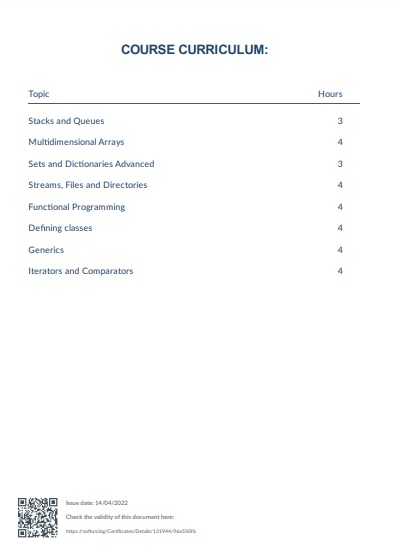 COURSE CURRICULUM:
Topic Hours
Stacks and Queues 3
Multidimensional Arrays 4
Sets and Dictionaries Advanced 3
Streams, Files and Directories 4
Functional Programming 4
Defining classes 4
Generics 4
Iterators and Comparators 4
Issue date: 14/04/2022
Check the validity of this document here:
https://softuni.bg/Certificates/Details/131944/96a550f6